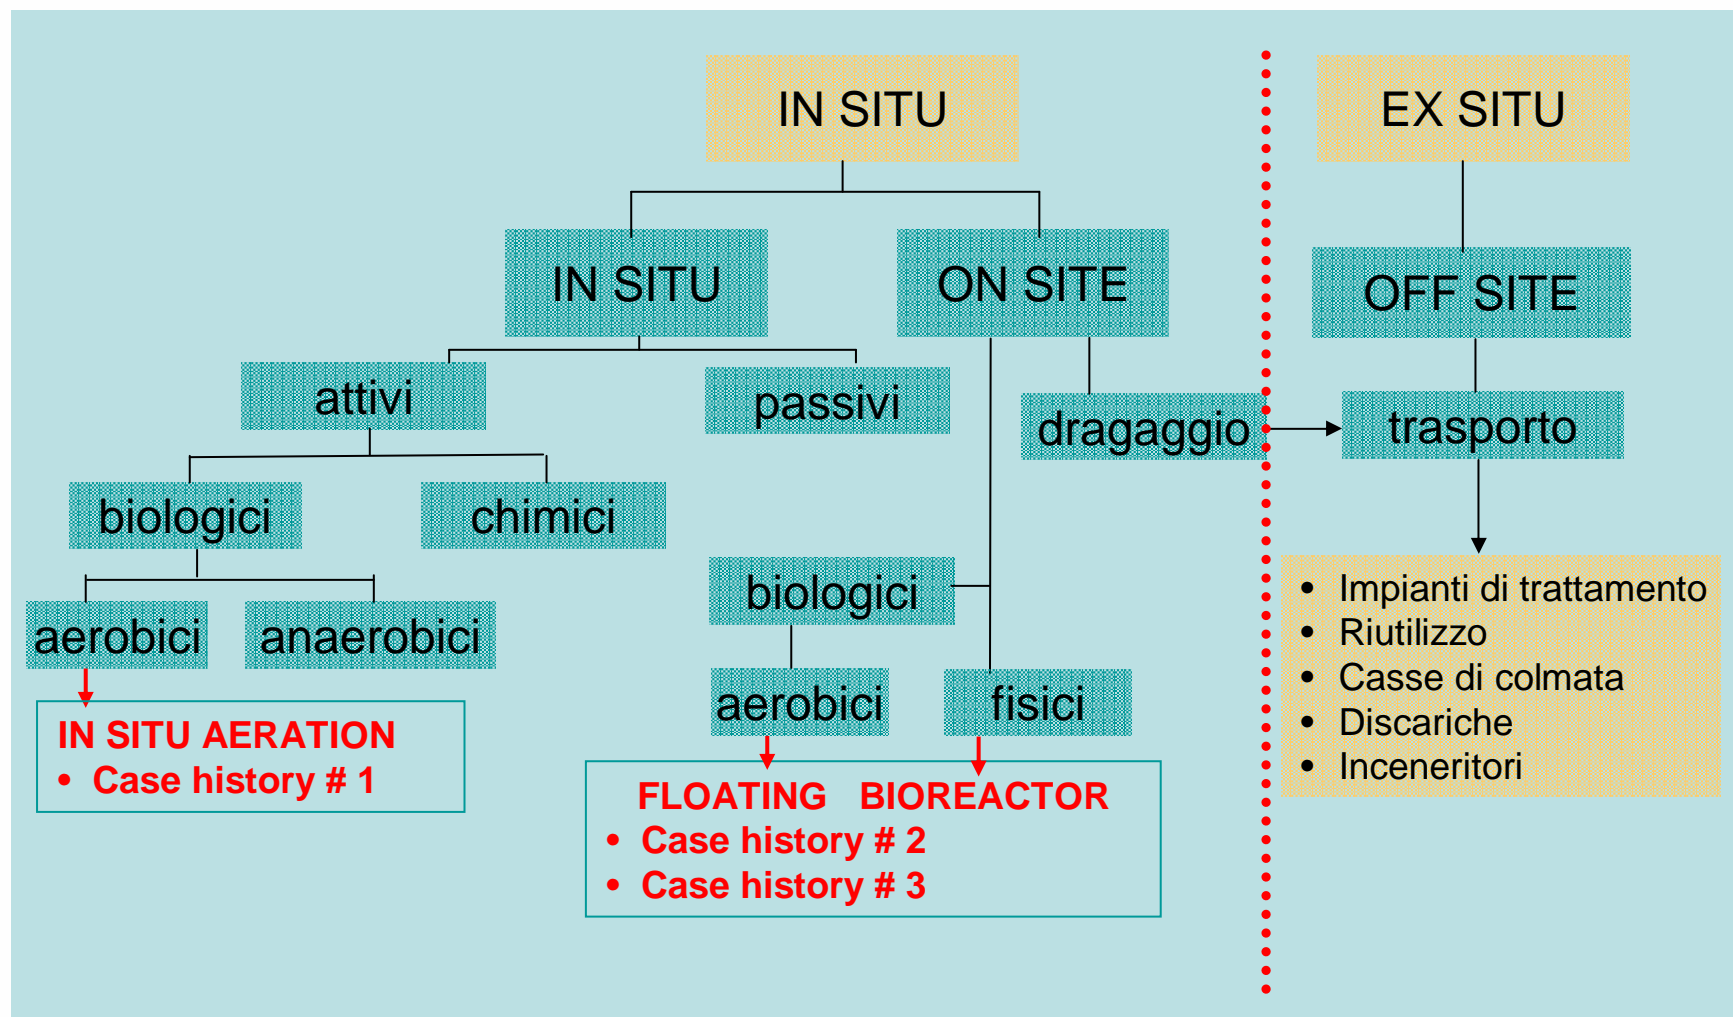 IN SITU
EX SITU
IN SITU
ON SITE
OFF SITE
attivi
passivi
dragaggio
trasporto
biologici
chimici
biologici
aerobici
anaerobici
aerobici
fisici
• Impianti di trattamento
• Riutilizzo
• Casse di colmata
• Discariche
• Inceneritori
IN SITU AERATION
• Case history # 1
FLOATING BIOREACTOR
• Case history # 2
• Case history # 3